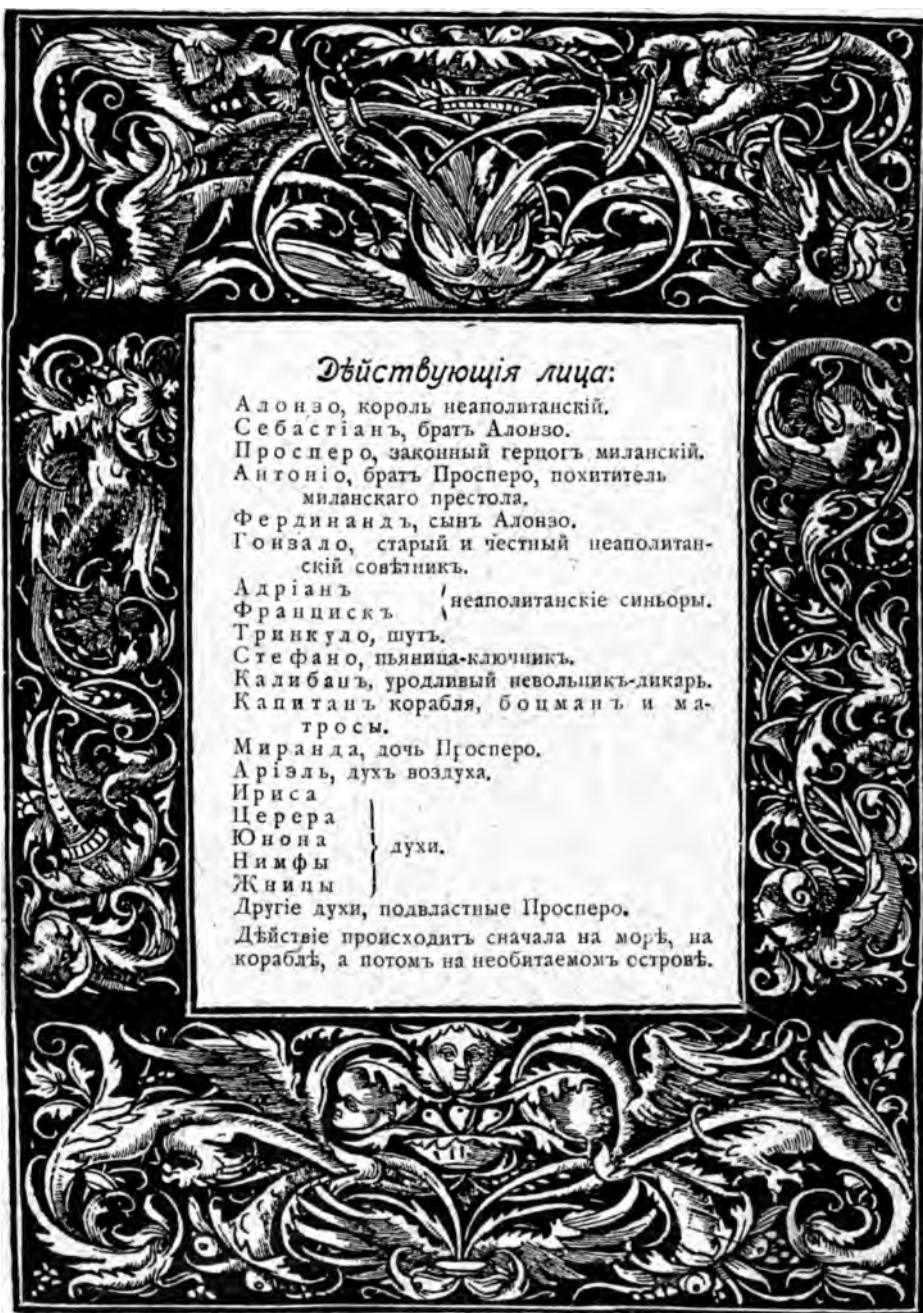 Дѣйствующія лица:
Алонзо, король неаполитанскій.
Себастіанъ, братъ Алонзо.
Просперо, законный герцогъ миланскій.
Антоніо, братъ Просперо, похититель
миланскаго престола.
Фердинандъ, сынъ Алонзо.
Гонзало, старый и честный неаполитан-
скій совѣтникъ.
Адріанъ
Францискъ
неаполитанскіе синьоры.
Тринкуло, шутъ.
Стефано, пьяница-ключникъ.
Калибанъ, уродливый невольникъ-дикарь.
Капитанъ корабля, боцманъ и ма-
тросы.
Миранда, дочь Просперо.
Аріэль, духъ воздуха.
Ириса
Церера
Юнона
Нимфы
Жницы
духи.
Другіе духи, подвластные Просперо.
Дѣйствіе происходитъ сначала на морѣ, на
кораблѣ, а потомъ на необитаемомъ островѣ.